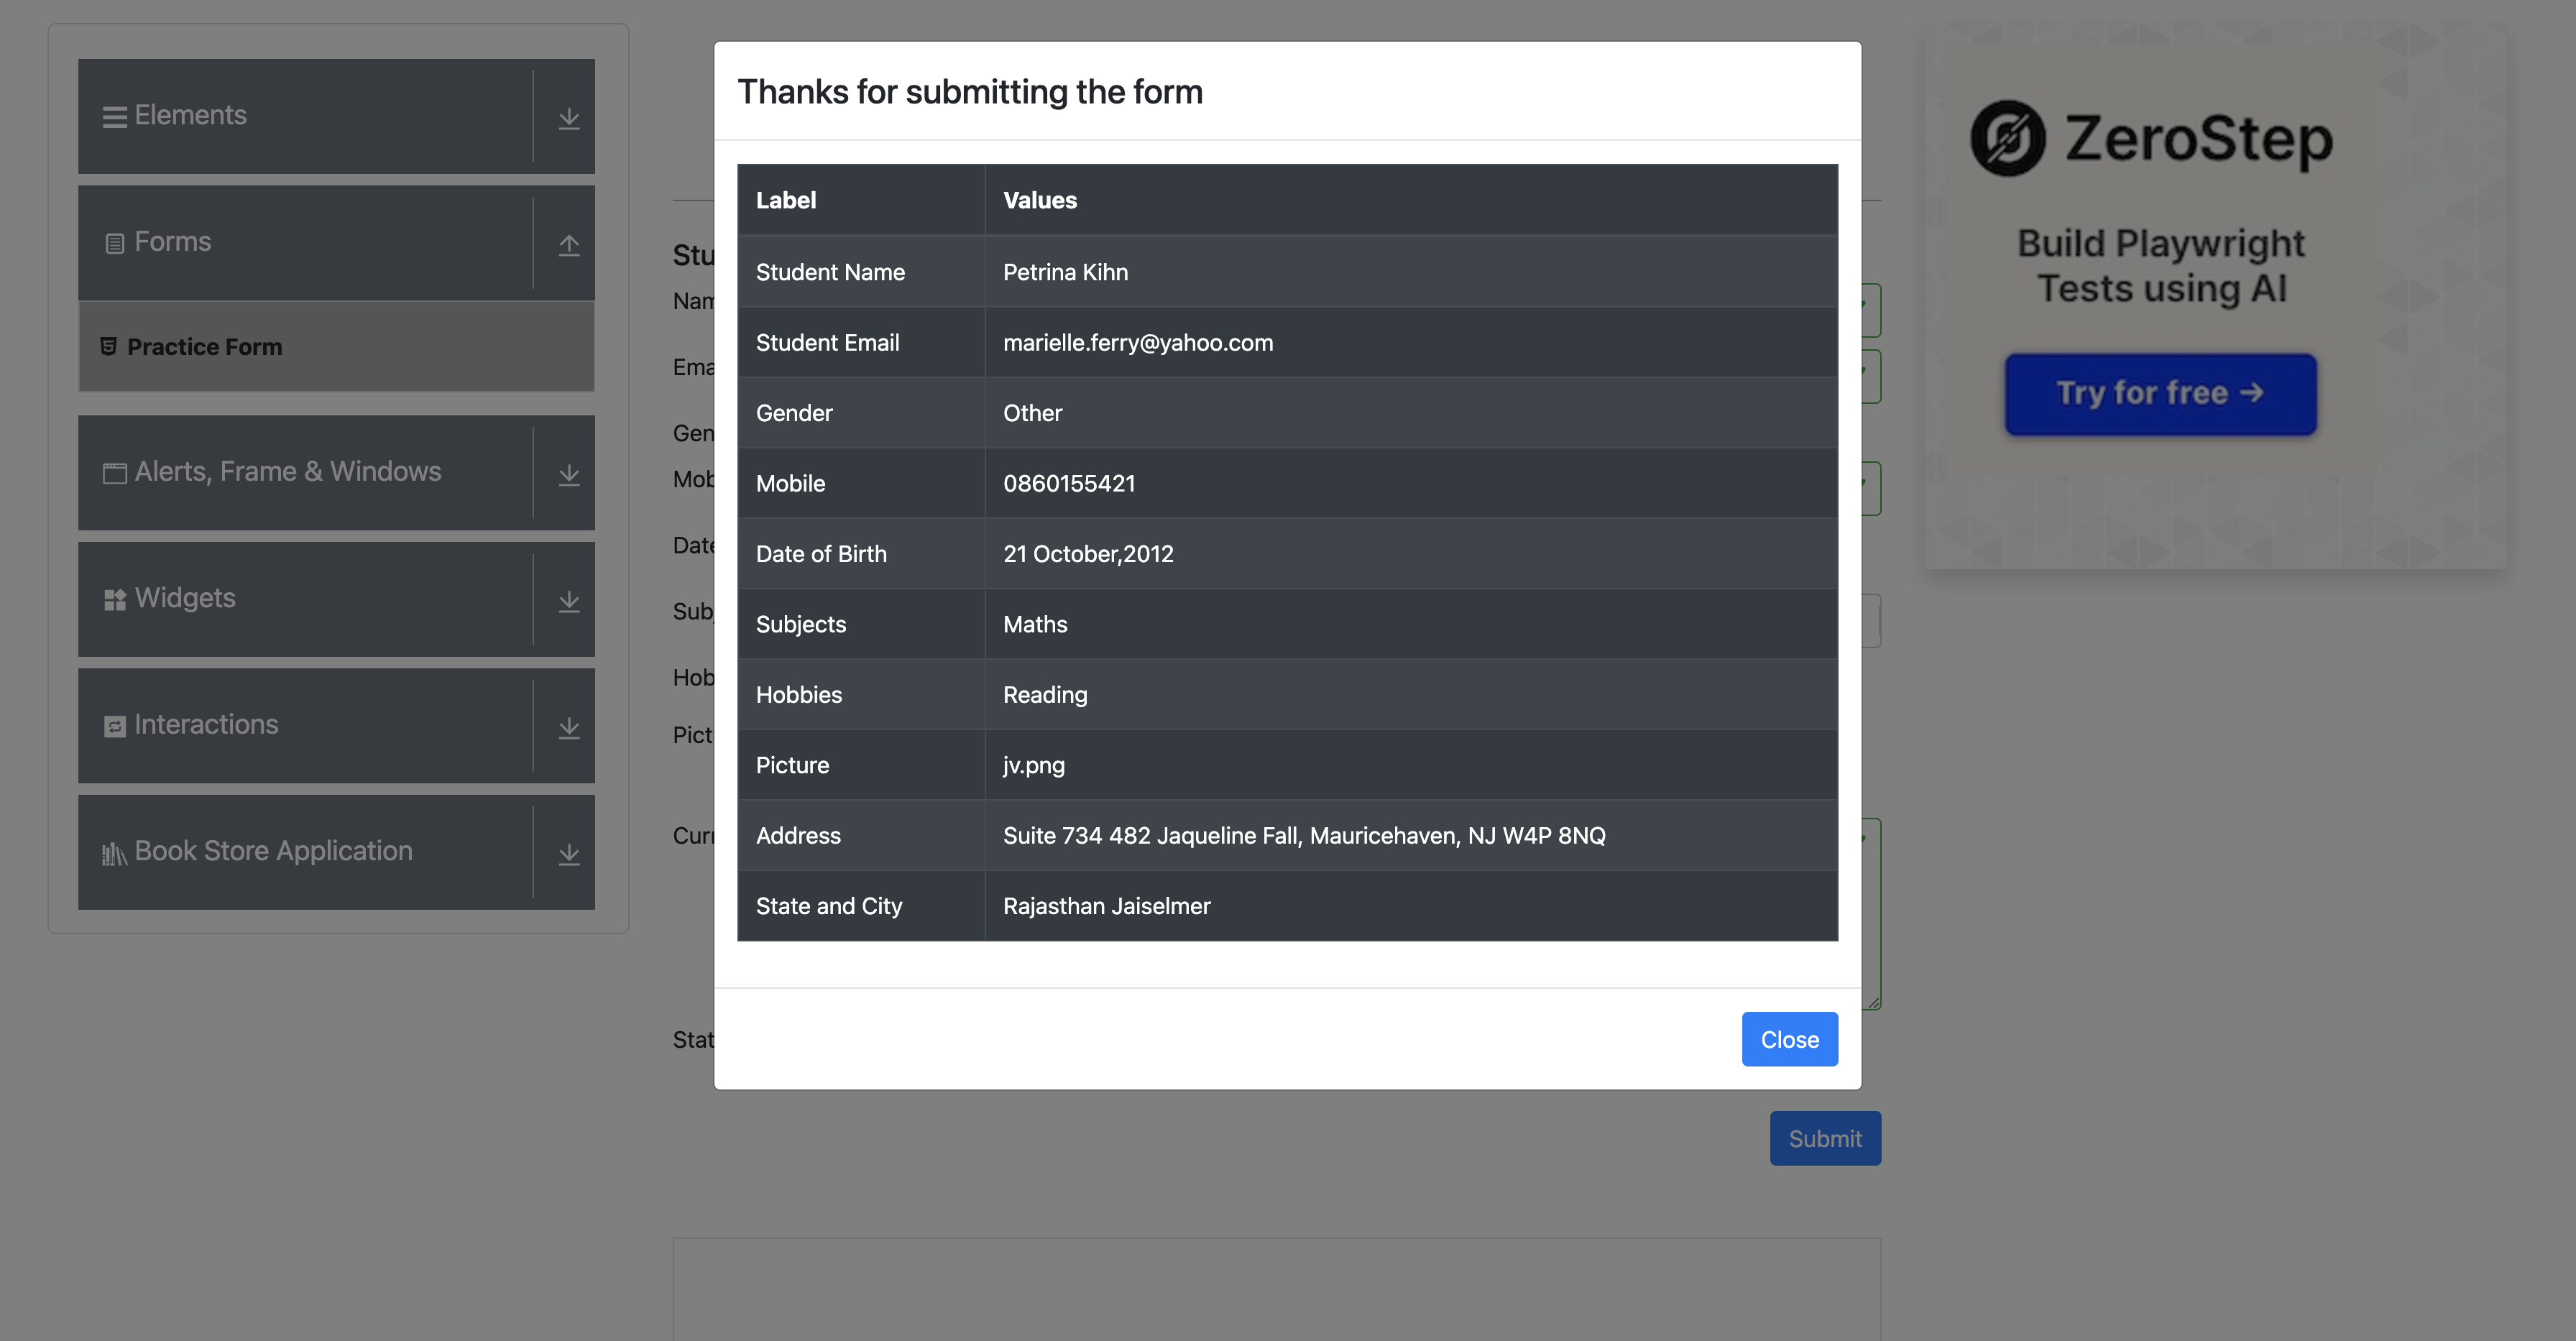 Elements
Forms
Practice Form
Alerts, Frame & Windows
Widgets
Interactions
Book Store Application
Stu
Nam
Ema
Gen
Mob
Date
Sub
Hob
Pict
Curr
Stat
Submit
Thanks for submitting the form
Label Values
Student Name Petrina Kihn
Student Email marielle.ferry@yahoo.com
Gender Other
Mobile 0860155421
Date of Birth 21 October,2012
Subjects Maths
Hobbies Reading
Picture jv.png
Address Suite 734 482 Jaqueline Fall, Mauricehaven, NJ W4P 8NQ
State and City Rajasthan Jaiselmer
Close
ZeroStep
Build Playwright
Tests using AI
Try for free →